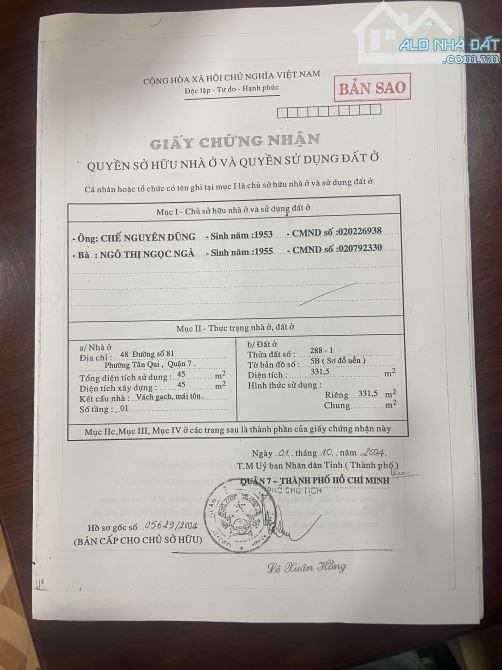 ALO NHÀ ĐẤT
.com.vn
CỘNG HÒA XÃ HỘI CHỦ NGHĨA VIỆT NAM
Độc lập - Tự do - Hạnh phúc
BẢN SAO
GIẤY CHỨNG NHẬN
QUYỀN SỞ HỮU NHÀ Ở VÀ QUYỀN SỬ DỤNG ĐẤT Ở
Cá nhân hoặc tổ chức có tên ghi tại mục I là chủ sở hữu nhà ở và sử dụng đất ở
Mục I - Chủ sở hữu nhà ở và sử dụng đất ở
- Ông: CHẾ NGUYÊN DŨNG - Sinh năm :1953 - CMND số :020226938
- Bà : NGÔ THỊ NGỌC NGÀ - Sinh năm :1955 - CMND số :020792330
Mục II - Thực trạng nhà ở, đất ở
a/ Nhà ở
Địa chỉ : 48 Đường số 81
Phường Tân Qui, Quận 7.
Tổng diện tích sử dụng : 45 m2
Diện tích xây dựng : 45 m2
Kết cấu nhà : Vách gạch, mái tôn..
Số tầng : 01
b/ Đất ở
Thửa đất số : 288 - 1
Tờ bản đồ số : 5B ( Sơ đồ nền )
Diện tích : 331,5 m2
Hình thức sử dụng :
Riêng 331,5 m2
Chung m2
Mục IIc, Mục III, Mục IV ở các trang sau là thành phần của giấy chứng nhận này
Ngày .01. tháng .10. năm .2004.
T.M Uỷ ban Nhân dân Tỉnh ( Thành phố )
QUẬN 7 – THÀNH PHỐ HỒ CHÍ MINH
PHÓ CHỦ TỊCH
Hồ sơ gốc số .05629/2004
(BẢN CẤP CHO CHỦ SỞ HỮU)
Lê Xuân Hồng